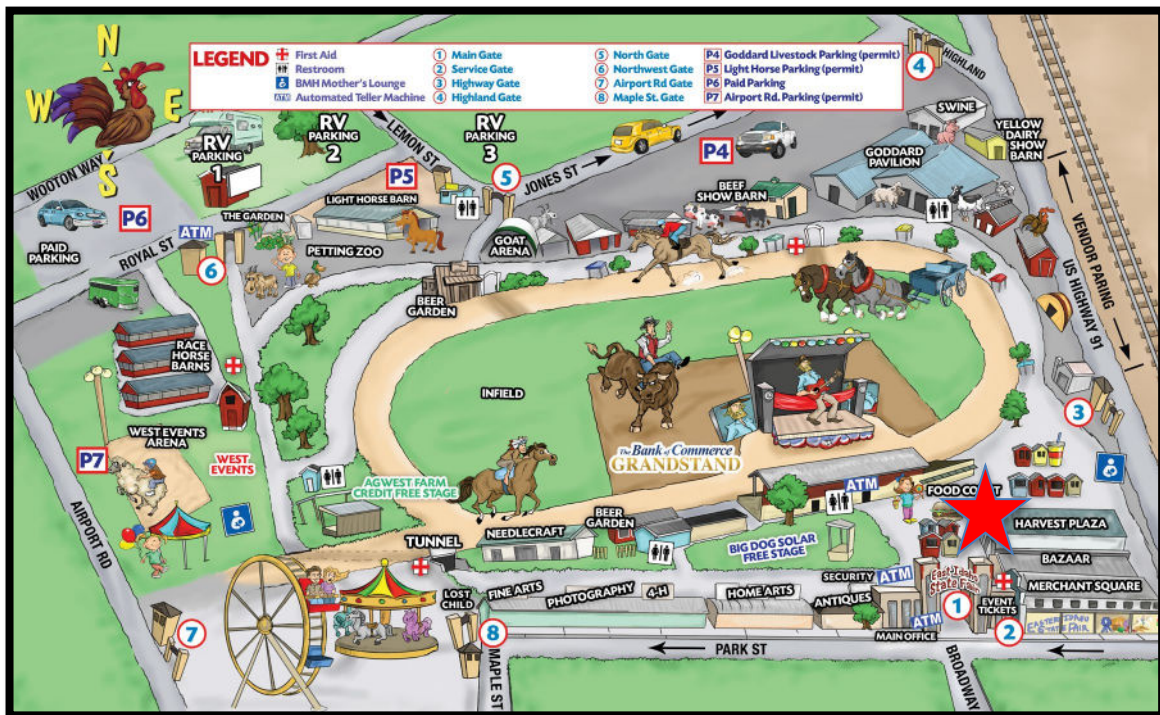 N
W
E
S
LEGEND
First Aid
Restroom
BMH Mother's Lounge
ATM Automated Teller Machine
1 Main Gate
2 Service Gate
3 Highway Gate
4 Highland Gate
5 North Gate
6 Northwest Gate
7 Airport Rd Gate
8 Maple St. Gate
P4 Goddard Livestock Parking (permit)
P5 Light Horse Parking (permit)
P6 Paid Parking
P7 Airport Rd. Parking (permit)
4
HIGHLAND
SWINE
YELLOW
DAIRY
SHOW
BARN
GODDARD
PAVILION
WOOTON WAY
RV
PARKING
1
RV
PARKING
2
LEMON ST
RV
PARKING
3
P5
5
JONES ST
P4
P6
PAID
PARKING
ROYAL ST
ATM
6
THE GARDEN
LIGHT HORSE BARN
PETTING ZOO
GOAT
ARENA
BEEF
SHOW BARN
BEER
GARDEN
VENDOR PARING
US HIGHWAY 91
RACE
HORSE
BARNS
INFIELD
3
WEST EVENTS
ARENA
P7
WEST
EVENTS
AGWEST FARM
CREDIT FREE STAGE
The Bank of Commerce
GRANDSTAND
ATM
FOOD CO
T
AIRPORT RD
TUNNEL
NEEDLECRAFT
BEER
GARDEN
BIG DOG SOLAR
FREE STAGE
HARVEST PLAZA
BAZAAR
MERCHANT SQUARE
SECURITY
ATM
East Idaho
State Fair
1
EVENT
TICKETS
2
LOST
CHILD
FINE ARTS
PHOTOGRAPHY
4-H
HOME ARTS
ANTIQUES
ATM
MAIN OFFICE
7
8
MAPLE ST
PARK ST
BROADWAY